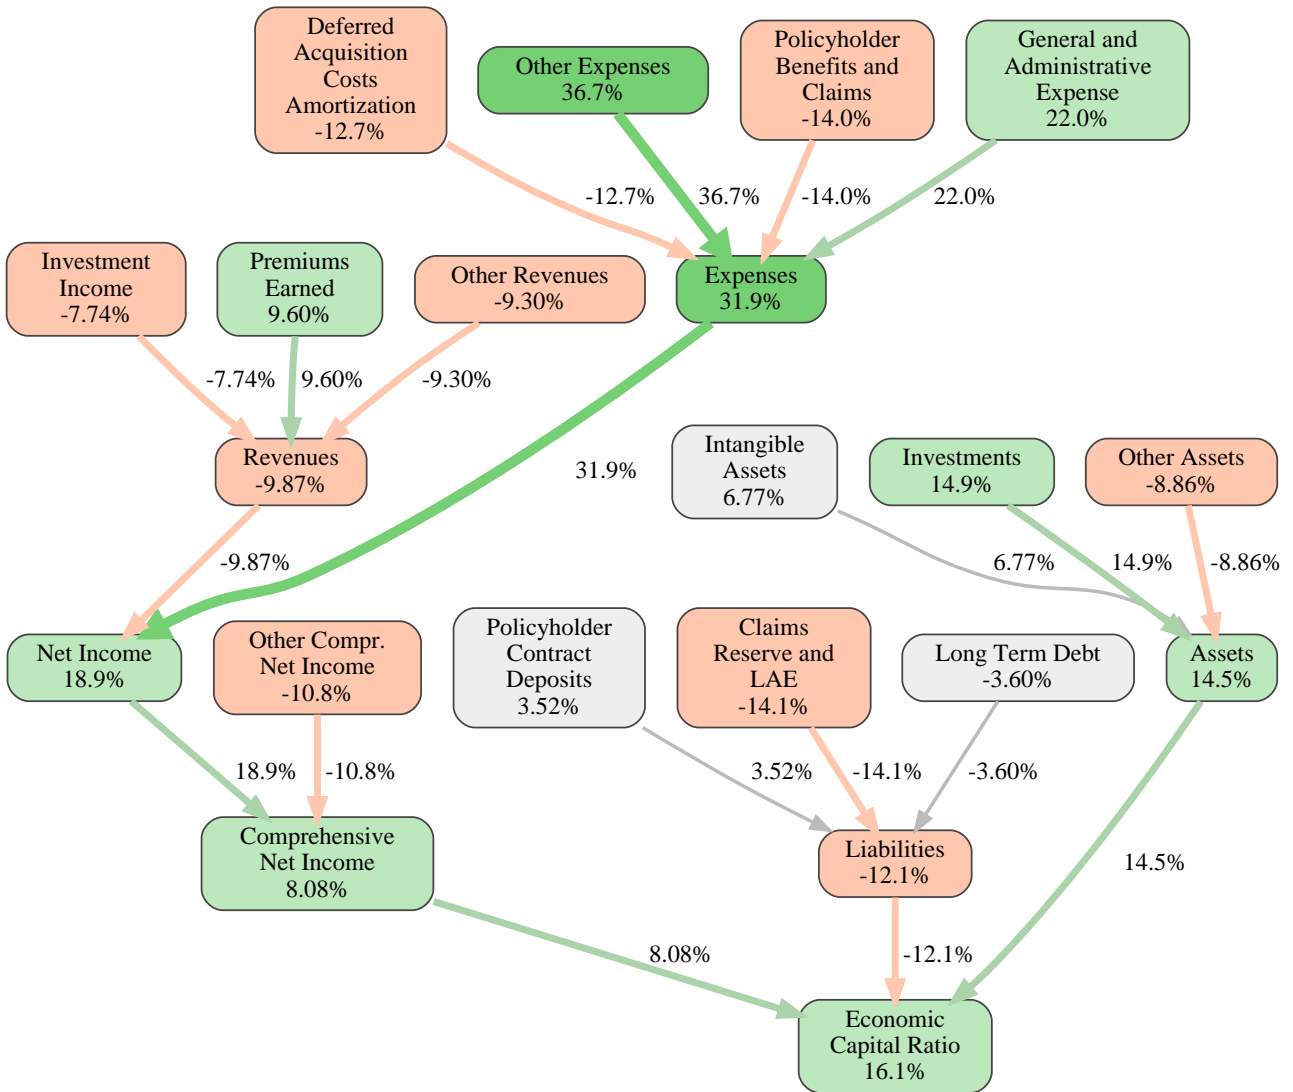 Deferred
Acquisition
Costs
Amortization
-12.7%
Other Expenses
36.7%
Policyholder
Benefits and
Claims
-14.0%
General and
Administrative
Expense
22.0%
-12.7%
36.7%
-14.0%
22.0%
Investment
Income
-7.74%
Premiums
Earned
9.60%
Other Revenues
-9.30%
Expenses
31.9%
-7.74%
9.60%
-9.30%
Revenues
-9.87%
31.9%
Intangible
Assets
6.77%
Investments
14.9%
Other Assets
-8.86%
-9.87%
6.77%
14.9%
-8.86%
Net Income
18.9%
Other Compr.
Net Income
-10.8%
Policyholder
Contract
Deposits
3.52%
Claims
Reserve and
LAE
-14.1%
Long Term Debt
-3.60%
Assets
14.5%
18.9%
-10.8%
3.52%
-14.1%
-3.60%
Comprehensive
Net Income
8.08%
Liabilities
-12.1%
14.5%
8.08%
-12.1%
Economic
Capital Ratio
16.1%